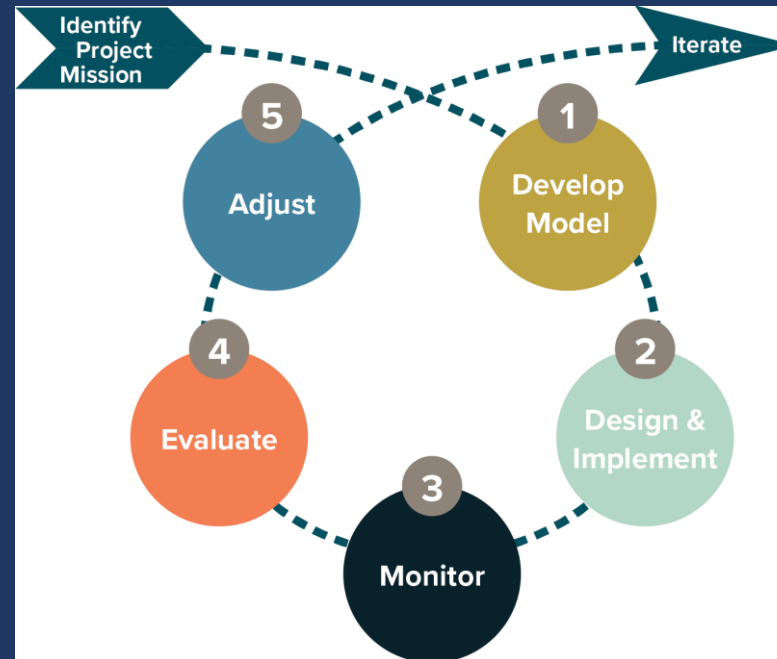 Identify
Project
Mission
Iterate
1
Develop
Model
2
Design &
Implement
3
Monitor
4
Evaluate
5
Adjust